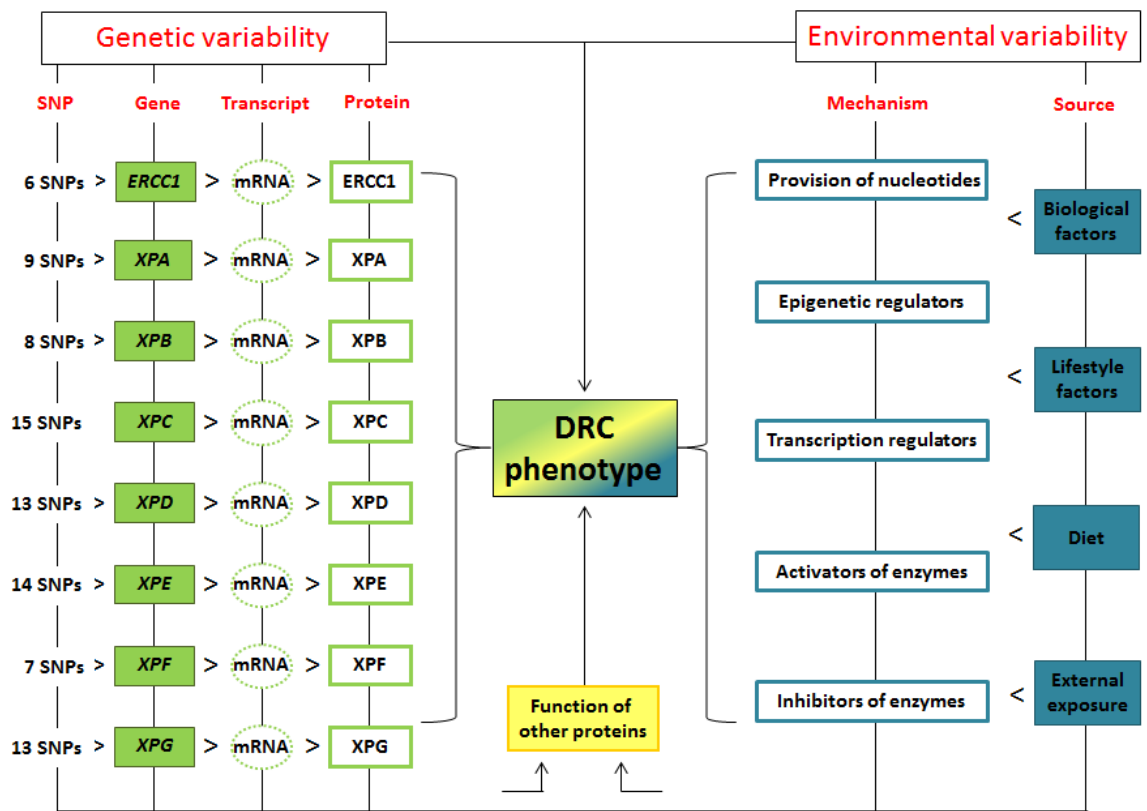 Genetic variability
Environmental variability
SNP Gene Transcript Protein
Mechanism Source
6 SNPs > ERCC1 > mRNA > ERCC1
9 SNPs > XPA > mRNA > XPA
8 SNPs > XPB > mRNA > XPB
15 SNPs XPC > mRNA > XPC
13 SNPs > XPD > mRNA > XPD
14 SNPs > XPE > mRNA > XPE
7 SNPs > XPF > mRNA > XPF
13 SNPs > XPG > mRNA > XPG
DRC
phenotype
Function of
other proteins
Provision of nucleotides
Epigenetic regulators
Transcription regulators
Activators of enzymes
Inhibitors of enzymes
< Biological
factors
< Lifestyle
factors
< Diet
< External
exposure